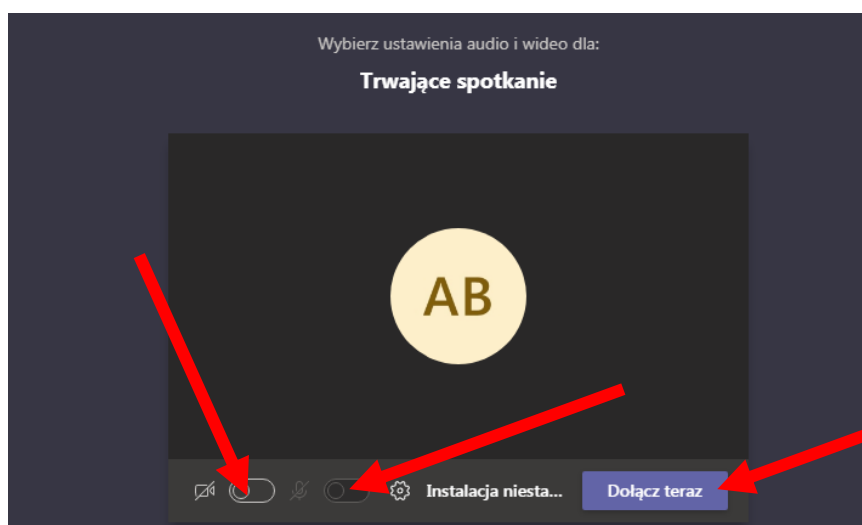 Wybierz ustawienia audio i wideo dla:
Trwające spotkanie
AB
Instalacja niesta...
Dołącz teraz